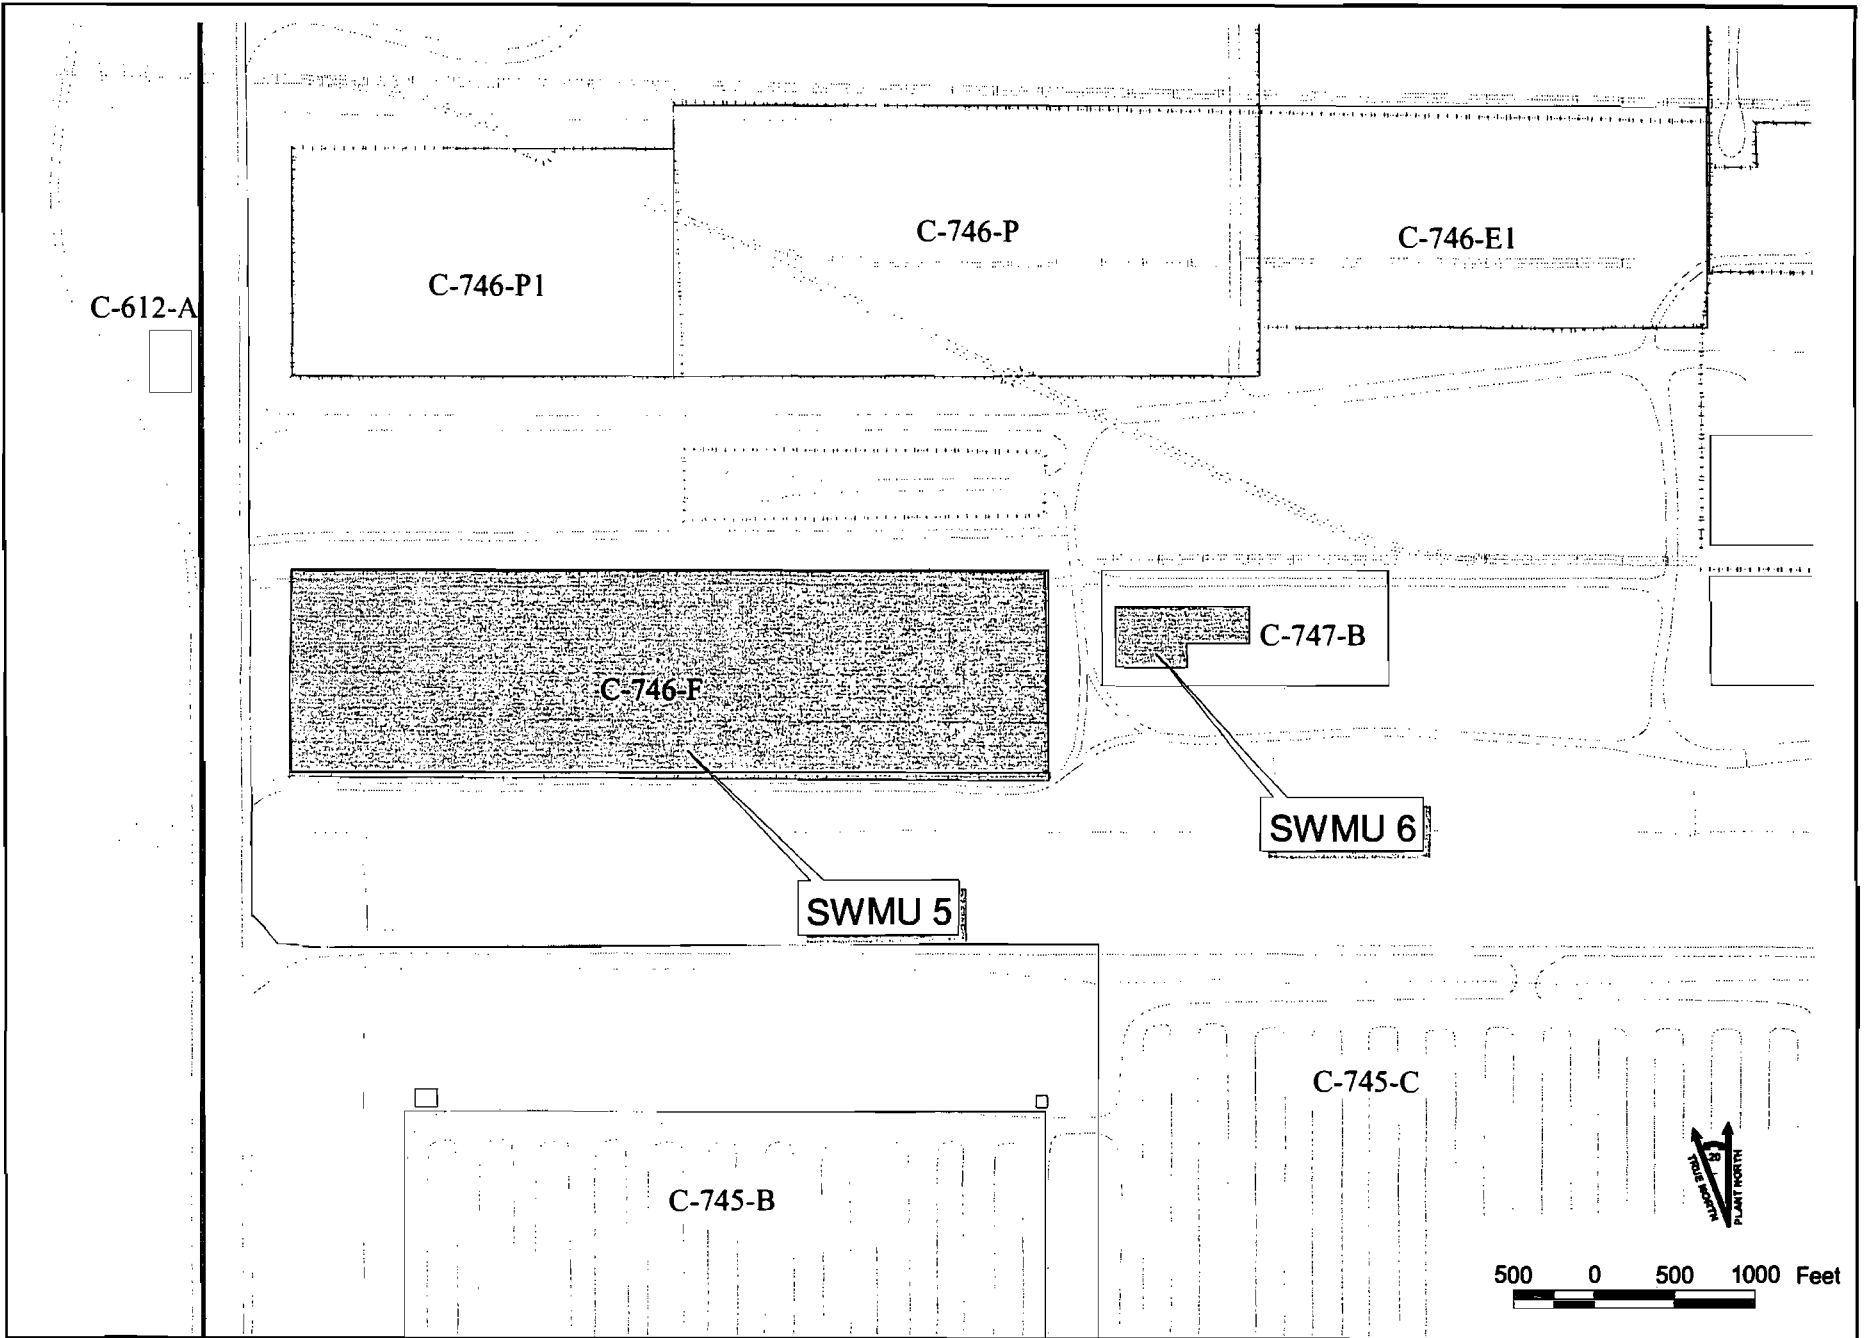 C-746-P
C-746-E1
C-746-P1
C-612-A
C-747-B
C-746-F
SWMU 6
SWMU 5
C-745-C
C-745-B
TRUE NORTH
PLANT NORTH
500 0 500 1000 Feet